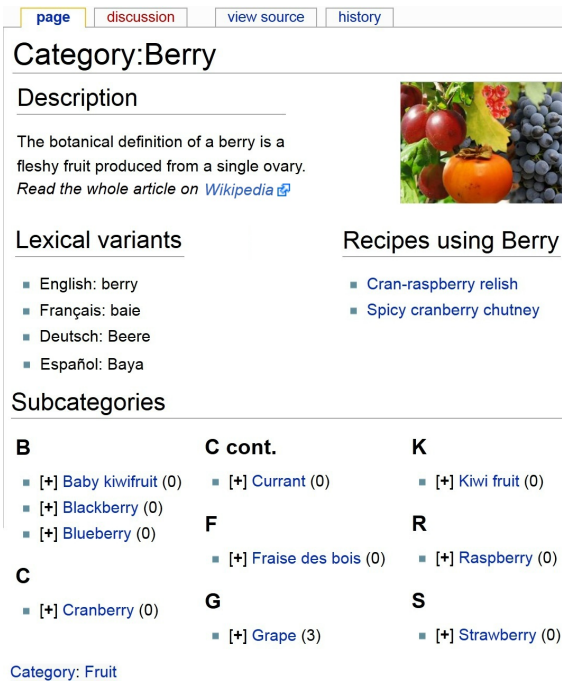 page discussion view source history
Category:Berry
Description
The botanical definition of a berry is a
fleshy fruit produced from a single ovary.
Read the whole article on Wikipedia
Lexical variants
English: berry
Français: baie
Deutsch: Beere
Español: Baya
Recipes using Berry
Cran-raspberry relish
Spicy cranberry chutney
Subcategories
B
[+] Baby kiwifruit (0)
[+] Blackberry (0)
[+] Blueberry (0)
C
[+] Cranberry (0)
C cont.
[+] Currant (0)
F
[+] Fraise des bois (0)
G
[+] Grape (3)
K
[+] Kiwi fruit (0)
R
[+] Raspberry (0)
S
[+] Strawberry (0)
Category: Fruit